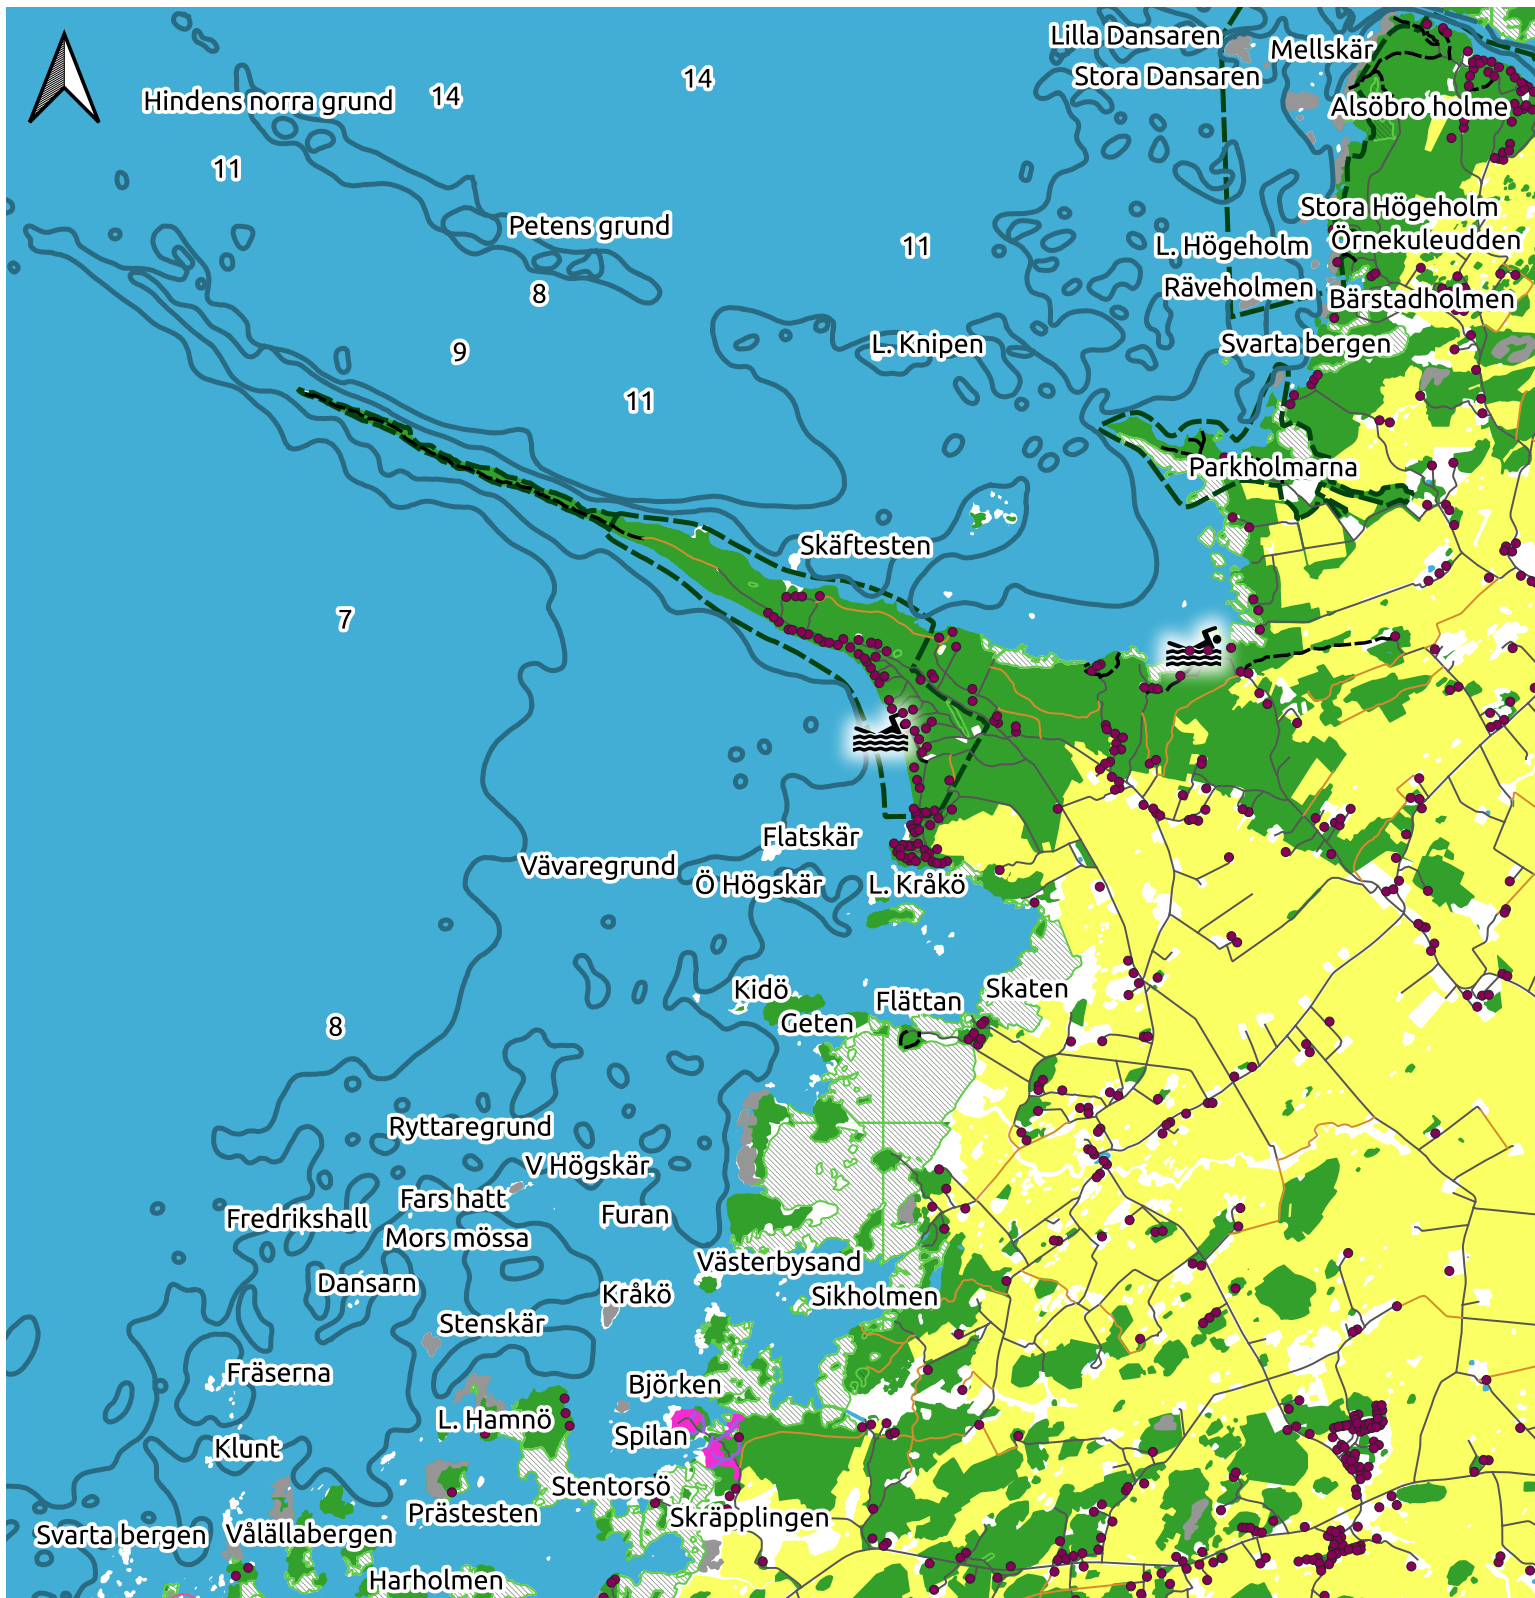 Lilla Dansaren
Mellskär
Stora Dansaren
14
14
Hindens norra grund
Alsöbro holme
11
Stora Högeholm
Petens grund
Örnekuleudden
11
L. Högeholm
Räveholmen
8
Bärstadholmen
L. Knipen
Svarta bergen
9
11
Parkholmarna
Skäftesten
7
Flatskär
Vävaregrund
Ö Högskär
L. Kråkö
Kidö
Flättan
Skaten
Geten
8
Ryttaregrund
V Högskär
Fars hatt
Fredrikshall
Furan
Mors mössa
Västerbysand
Dansarn
Kråkö
Sikholmen
Stenskär
Fräserna
Björken
L. Hamnö
Spilan
Klunt
Stentorsö
Prästesten
Skräpplingen
Svarta bergen
Vålällabergen
Harholmen